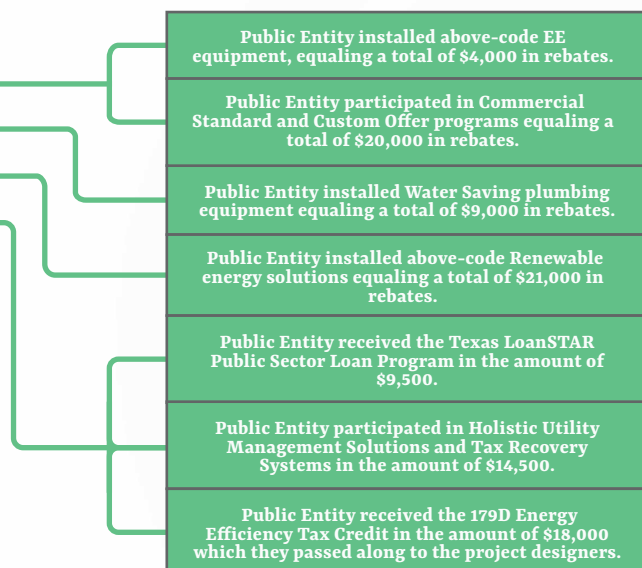 Public Entity installed above-code EE
equipment, equaling a total of $4,000 in rebates.
Public Entity participated in Commercial
Standard and Custom Offer programs equaling a
total of $20,000 in rebates.
Public Entity installed Water Saving plumbing
equipment equaling a total of $9,000 in rebates.
Public Entity installed above-code Renewable
energy solutions equaling a total of $21,000 in
rebates.
Public Entity received the Texas LoanSTAR
Public Sector Loan Program in the amount of
$9,500.
Public Entity participated in Holistic Utility
Management Solutions and Tax Recovery
Systems in the amount of $14,500.
Public Entity received the 179D Energy
Efficiency Tax Credit in the amount of $18,000
which they passed along to the project designers.